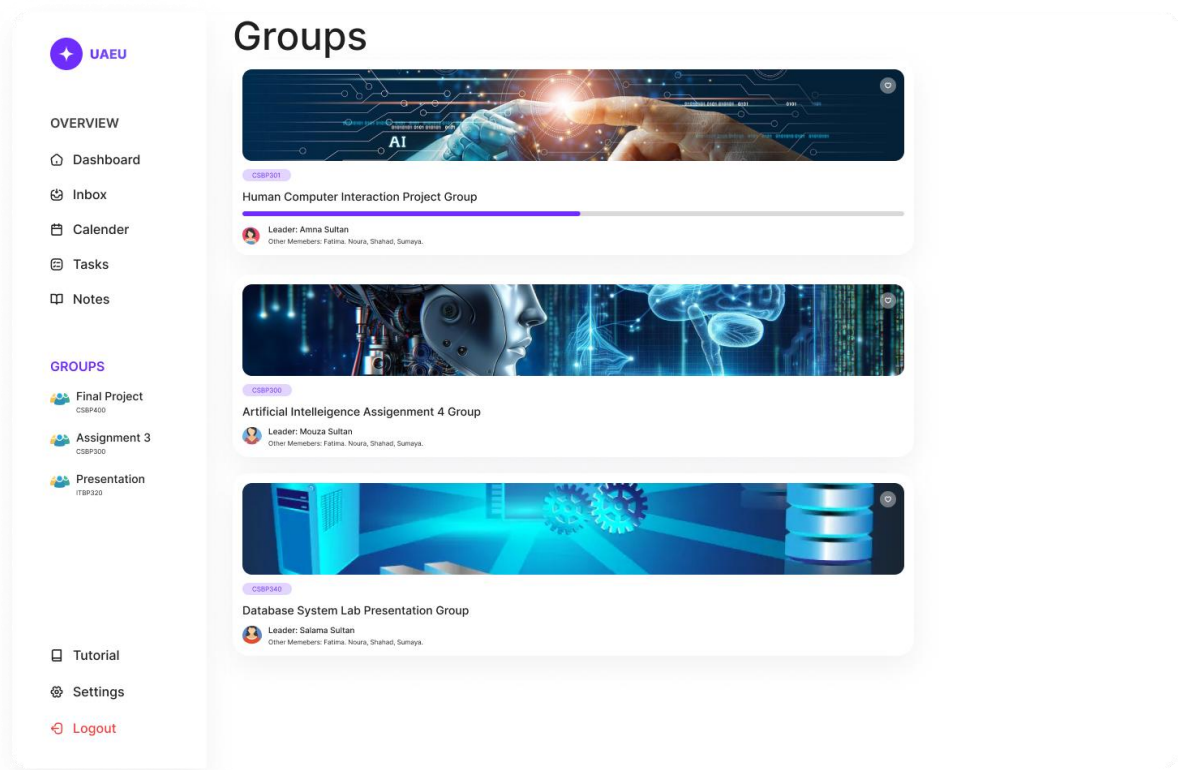 UAEU
OVERVIEW
Dashboard
Inbox
Calender
Tasks
Notes
GROUPS
Final Project
CSBP400
Assignment 3
CSBP300
Presentation
ITBP320
Tutorial
Settings
Logout
Groups
AI
CSBP301
Human Computer Interaction Project Group
Leader: Amna Sultan
Other Memebers: Fatima. Noura, Shahad, Sumaya.
CSBP300
Artificial Intelleigence Assigenment 4 Group
Leader: Mouza Sultan
Other Memebers: Fatima. Noura, Shahad, Sumaya.
CSBP340
Database System Lab Presentation Group
Leader: Salama Sultan
Other Memebers: Fatima. Noura, Shahad, Sumaya.